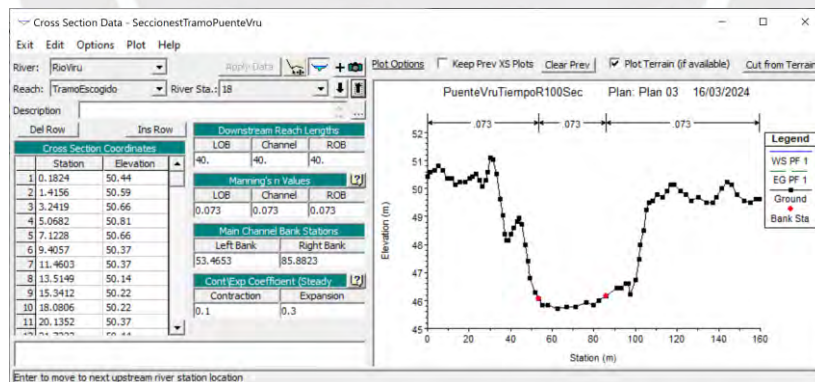 Cross Section Data - SeccionestTramoPuenteVru
Exit Edit Options Plot Help
River: RioViru Apply Data Plot Options Keep Prev XS Plots Clear Prev Plot Terrain (if available) Cut from Terrain
Reach: TramoEscogido River Sta.: 18
Description ...
Del Row Ins Row
Cross Section Coordinates
Station Elevation
1 0.1824 50.44
2 1.4156 50.59
3 3.2419 50.66
4 5.0682 50.81
5 7.1228 50.66
6 9.4057 50.37
7 11.4603 50.37
8 13.5149 50.14
9 15.3412 50.22
10 18.0806 50.22
11 20.1352 50.37
Downstream Reach Lengths
LOB Channel ROB
40. 40. 40.
Manning's n Values
LOB Channel ROB
0.073 0.073 0.073
Main Channel Bank Stations
Left Bank Right Bank
53.4653 85.8823
Cont\Exp Coefficient (Steady
Contraction Expansion
0.1 0.3
PuenteVruTiempoR100Sec Plan: Plan 03 16/03/2024
.073 .073 .073
52
51
50
49
48
47
46
45
Elevation (m)
0 20 40 60 80 100 120 140 160
Station (m)
Legend
WS PF 1
EG PF 1
Ground
Bank Sta
Enter to move to next upstream river station location